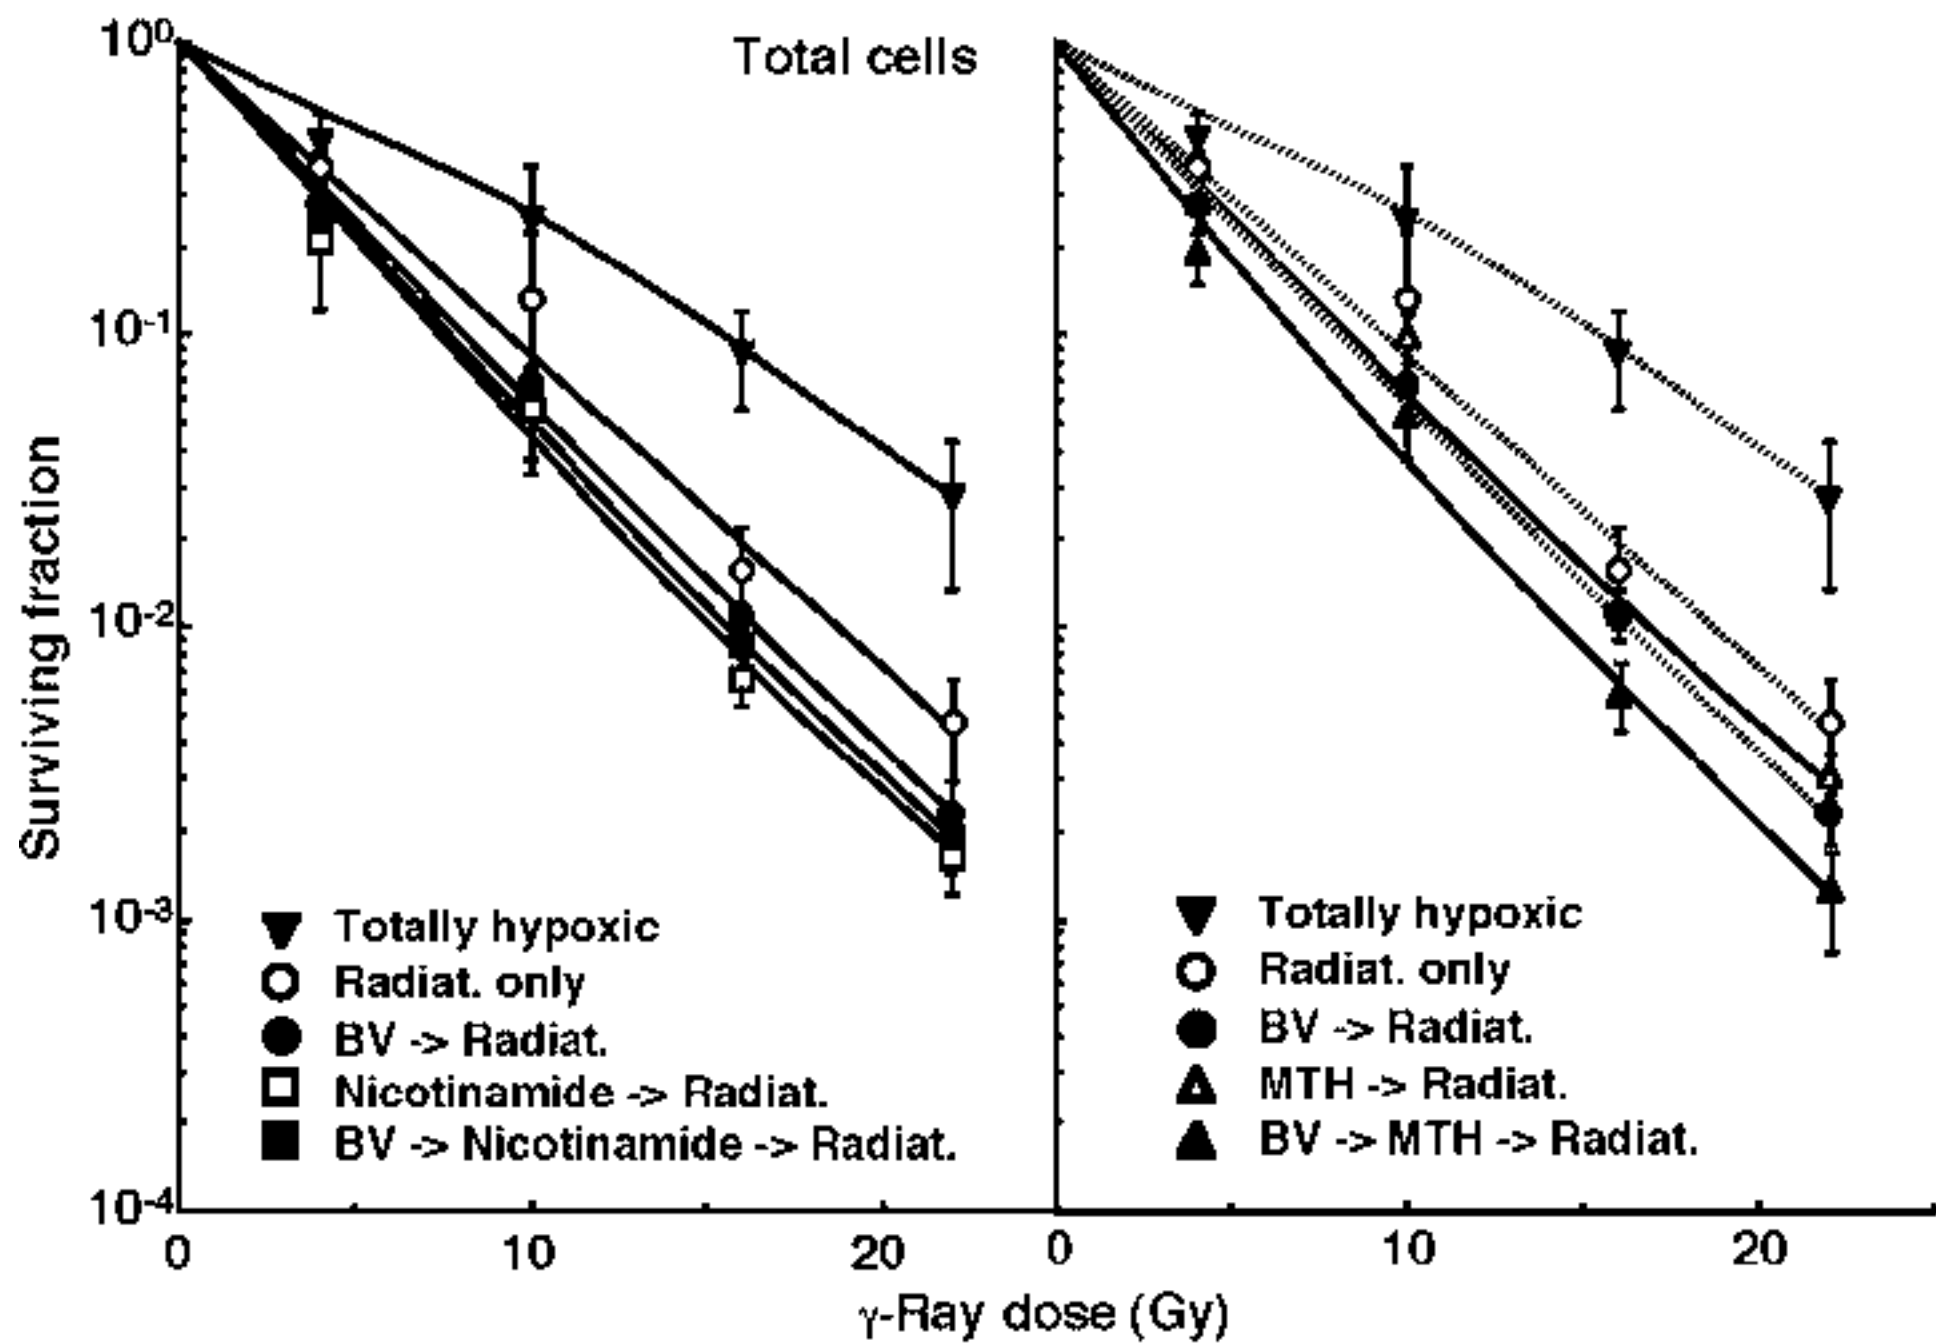 Total cells
Surviving fraction
10⁰
10⁻¹
10⁻²
10⁻³
10⁻⁴
Totally hypoxic
Radiat. only
BV -> Radiat.
Nicotinamide -> Radiat.
BV -> Nicotinamide -> Radiat.
Totally hypoxic
Radiat. only
BV -> Radiat.
MTH -> Radiat.
BV -> MTH -> Radiat.
0 10 20 0 10 20
γ-Ray dose (Gy)